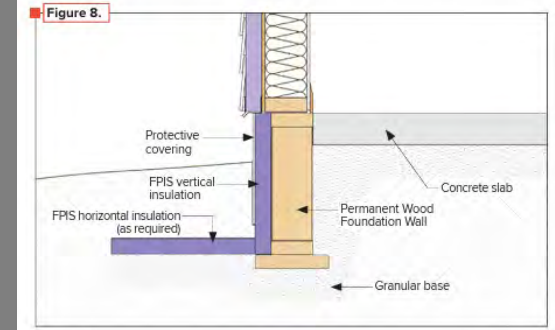 Figure 8.
Protective
covering
FPIS vertical
insulation
FPIS horizontal insulation
(as required)
Concrete slab
Permanent Wood
Foundation Wall
Granular base